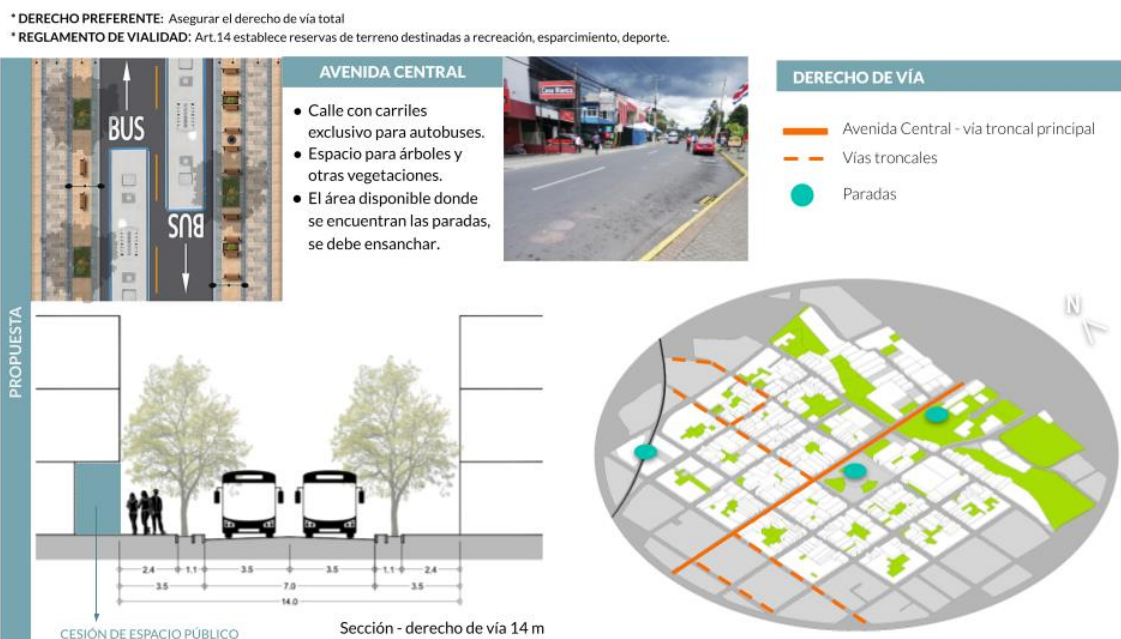 * DERECHO PREFERENTE: Asegurar el derecho de vía total
* REGLAMENTO DE VIALIDAD: Art.14 establece reservas de terreno destinadas a recreación, esparcimiento, deporte.
PROPUESTA
BUS
BUS
AVENIDA CENTRAL
● Calle con carriles
exclusivo para autobuses.
● Espacio para árboles y
otras vegetaciones.
● El área disponible donde
se encuentran las paradas,
se debe ensanchar.
Casa Blanca
DERECHO DE VÍA
Avenida Central - vía troncal principal
Vías troncales
Paradas
N
2.4 1.1 3.5 3.5 1.1 2.4
3.5 7.0 3.5
14.0
CESIÓN DE ESPACIO PÚBLICO
Sección - derecho de vía 14 m